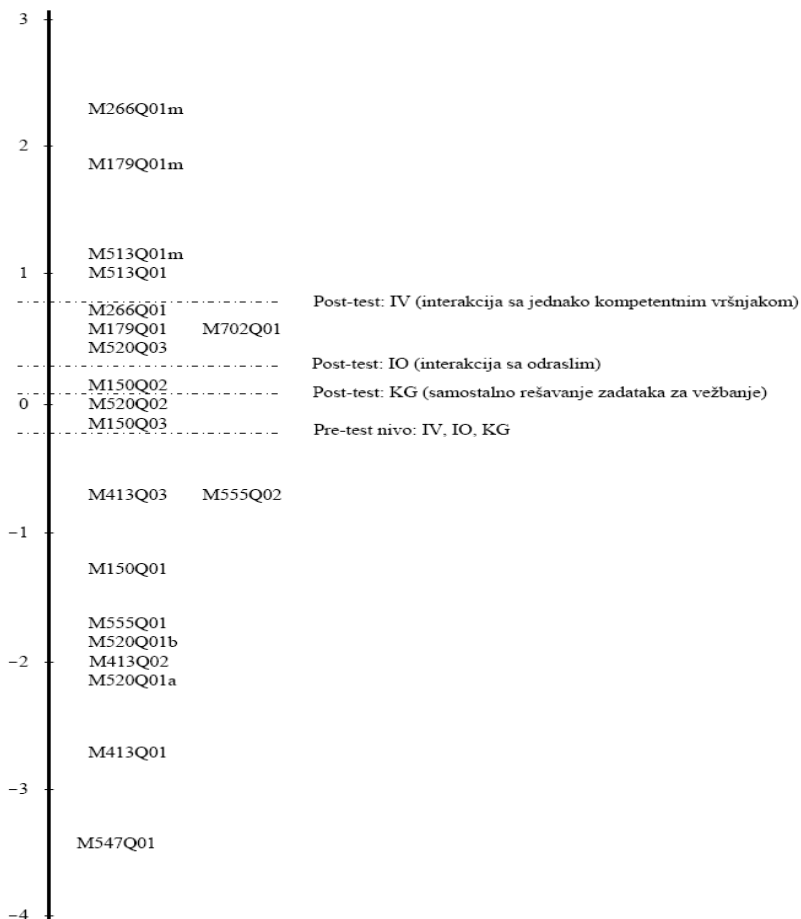 3
M266Q01m
2
M179Q01m
M513Q01m
1 M513Q01
Post-test: IV (interakcija sa jednako kompetentnim vršnjakom)
M266Q01
M179Q01 M702Q01
M520Q03
Post-test: IO (interakcija sa odraslim)
M150Q02
Post-test: KG (samostalno rešavanje zadataka za vežbanje)
0 M520Q02
M150Q03
Pre-test nivo: IV, IO, KG
M413Q03 M555Q02
−1
M150Q01
M555Q01
M520Q01b
−2 M413Q02
M520Q01a
M413Q01
−3
M547Q01
−4